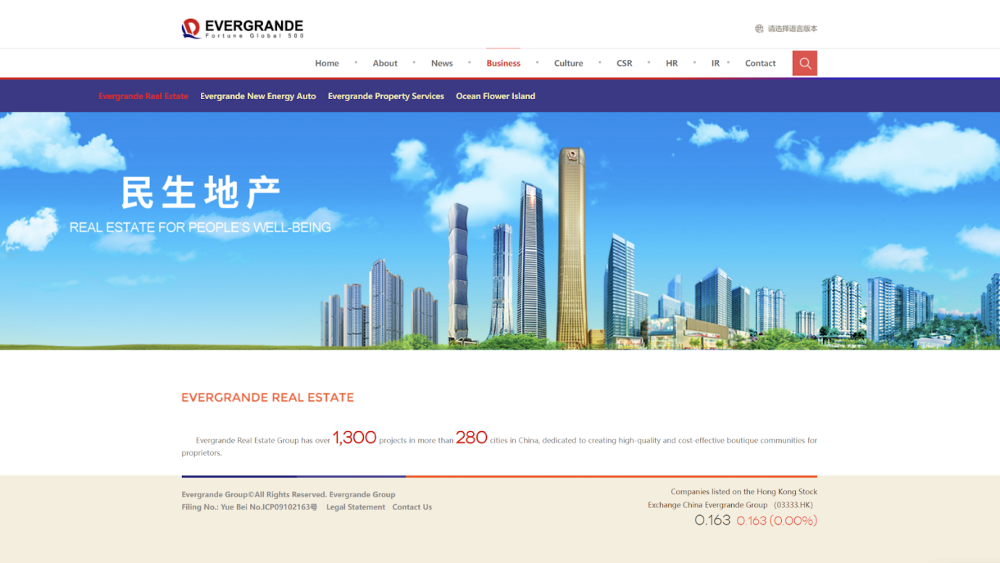 EVERGRANDE
Fortune Global 500
请选择语言版本
Home • About • News • Business • Culture • CSR • HR • IR • Contact
Evergrande Real Estate Evergrande New Energy Auto Evergrande Property Services Ocean Flower Island
民生地产
REAL ESTATE FOR PEOPLE'S WELL-BEING
EVERGRANDE REAL ESTATE
Evergrande Real Estate Group has over 1,300 projects in more than 280 cities in China, dedicated to creating high-quality and cost-effective boutique communities for
proprietors.
Evergrande Group©All Rights Reserved. Evergrande Group
Filing No.: Yue Bei No.ICP09102163号 Legal Statement Contact Us
Companies listed on the Hong Kong Stock
Exchange China Evergrande Group （03333.HK）
0.163 0.163 (0.00%)